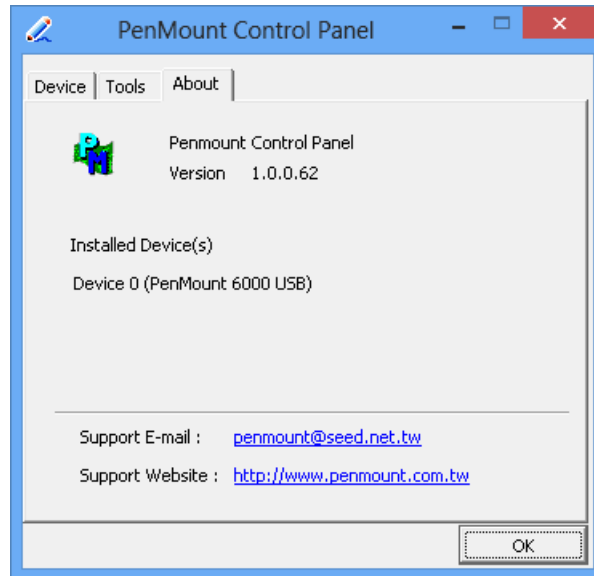 PenMount Control Panel
Device Tools About
PM
Penmount Control Panel
Version 1.0.0.62
Installed Device(s)
Device 0 (PenMount 6000 USB)
Support E-mail : penmount@seed.net.tw
Support Website : http://www.penmount.com.tw
OK